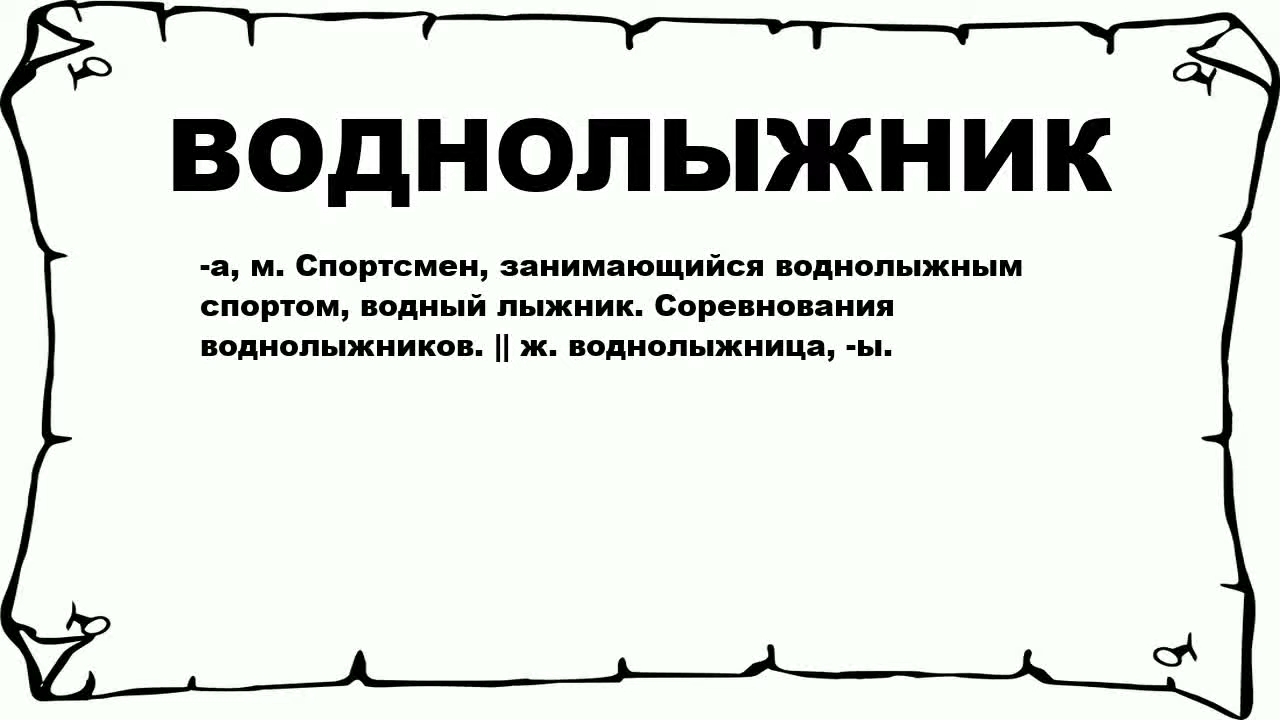 ВОДНОЛЫЖНИК
-а, м. Спортсмен, занимающийся воднолыжным
спортом, водный лыжник. Соревнования
воднолыжников. || ж. воднолыжница, -ы.